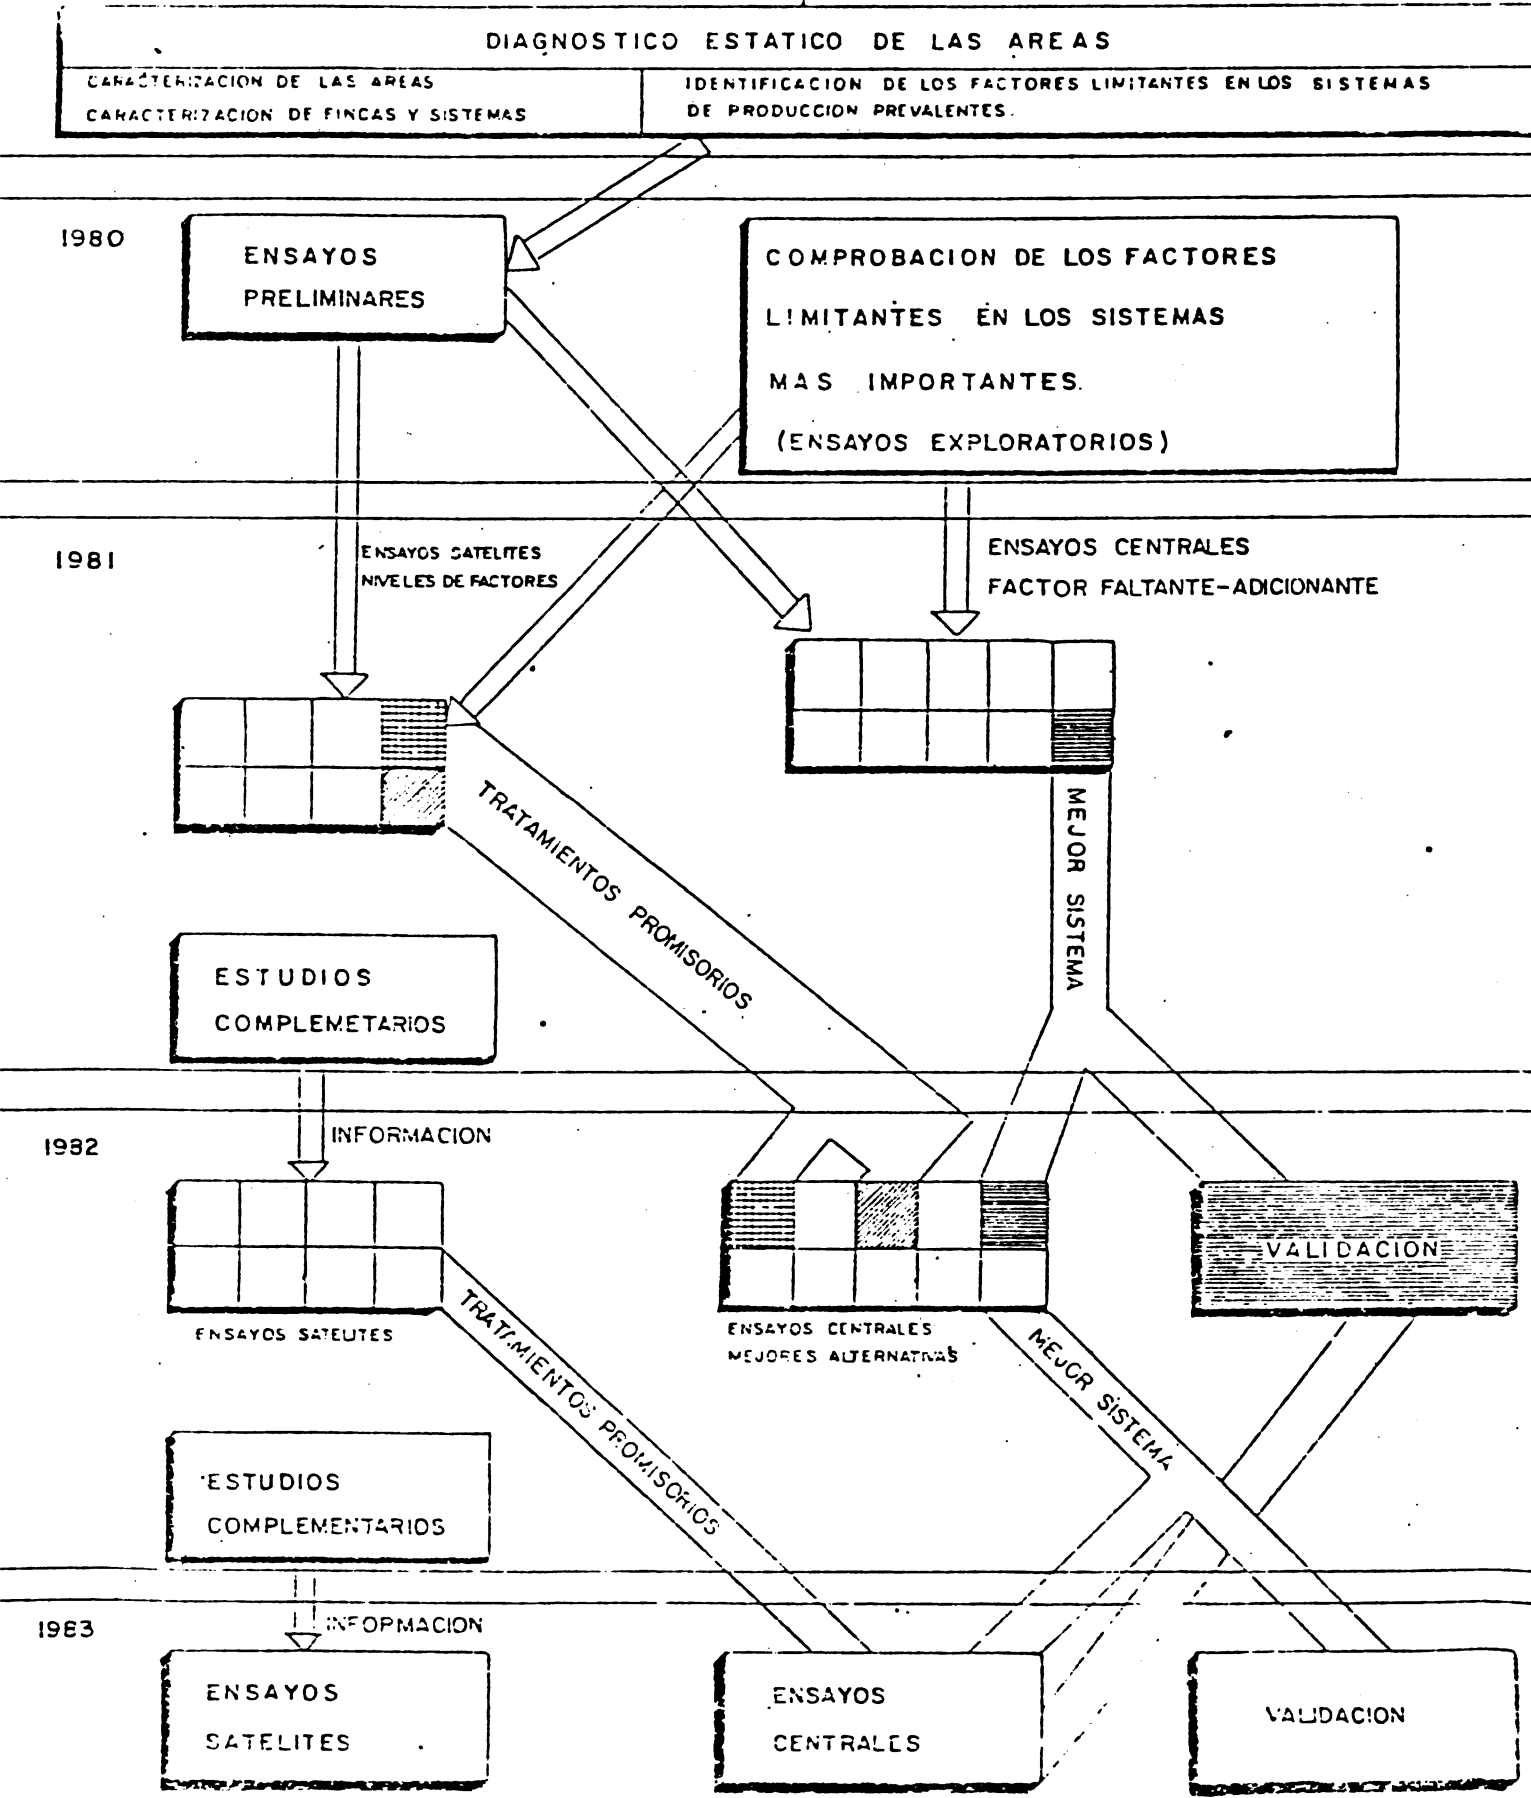 DIAGNOSTICO ESTATICO DE LAS AREAS
CARACTERIZACION DE LAS AREAS
CARACTERIZACION DE FINCAS Y SISTEMAS
IDENTIFICACION DE LOS FACTORES LIMITANTES EN LOS SISTEMAS
DE PRODUCCION PREVALENTES.
1980
ENSAYOS
PRELIMINARES
COMPROBACION DE LOS FACTORES
LIMITANTES EN LOS SISTEMAS
MAS IMPORTANTES.
(ENSAYOS EXPLORATORIOS)
1981
ENSAYOS SATELITES
NIVELES DE FACTORES
ENSAYOS CENTRALES
FACTOR FALTANTE-ADICIONANTE
TRATAMIENTOS PROMISORIOS
MEJOR SISTEMA
ESTUDIOS
COMPLEMETARIOS
1982
INFORMACION
VALIDACION
ENSAYOS SATELITES
ENSAYOS CENTRALES
MEJORES ALTERNATIVAS
TRATAMIENTOS PROMISORIOS
MEJOR SISTEMA
ESTUDIOS
COMPLEMENTARIOS
1983
INFORMACION
ENSAYOS
SATELITES
ENSAYOS
CENTRALES
VALIDACION